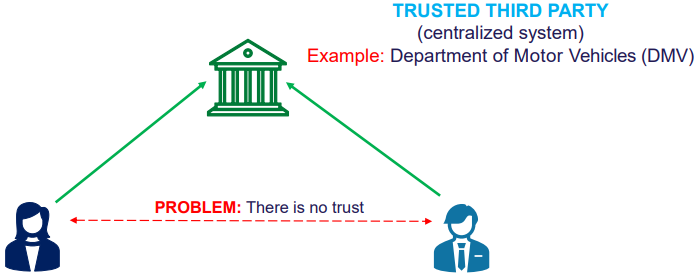 TRUSTED THIRD PARTY
(centralized system)
Example: Department of Motor Vehicles (DMV)
PROBLEM: There is no trust